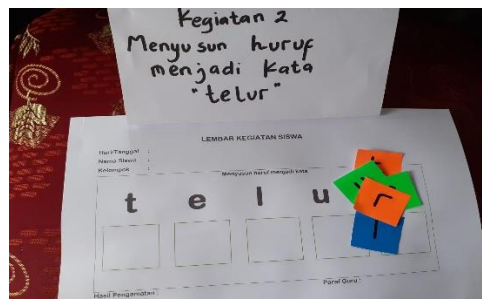 Kegiatan 2
Menyusun huruf
menjadi kata
"telur"
LEMBAR KEGIATAN SISWA
Hari/Tanggal :
Nama Siswa :
Kelompok :
Menyusun huruf menjadi kata
t e l u
r
Hasil Pengamatan :
Paraf Guru :